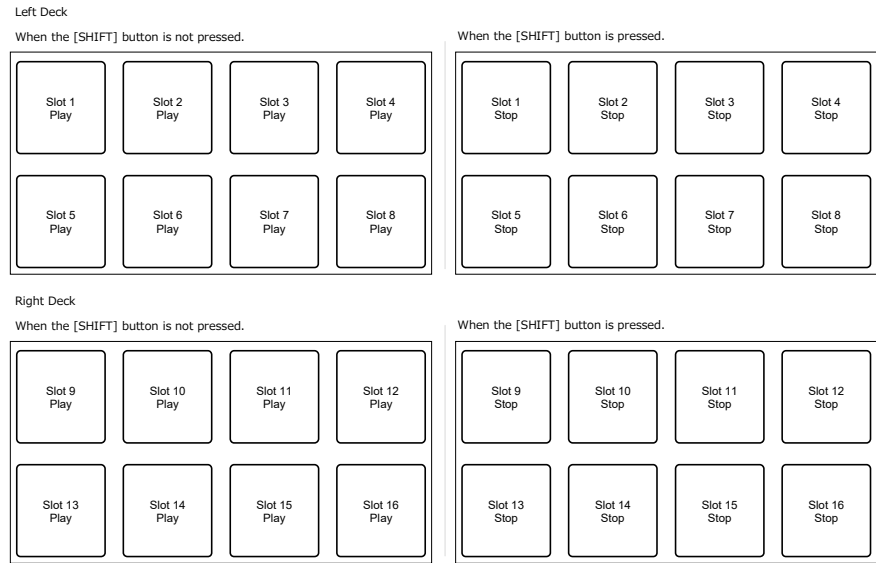 Left Deck
When the [SHIFT] button is not pressed.
Slot 1
Play
Slot 2
Play
Slot 3
Play
Slot 4
Play
Slot 5
Play
Slot 6
Play
Slot 7
Play
Slot 8
Play
When the [SHIFT] button is pressed.
Slot 1
Stop
Slot 2
Stop
Slot 3
Stop
Slot 4
Stop
Slot 5
Stop
Slot 6
Stop
Slot 7
Stop
Slot 8
Stop
Right Deck
When the [SHIFT] button is not pressed.
Slot 9
Play
Slot 10
Play
Slot 11
Play
Slot 12
Play
Slot 13
Play
Slot 14
Play
Slot 15
Play
Slot 16
Play
When the [SHIFT] button is pressed.
Slot 9
Stop
Slot 10
Stop
Slot 11
Stop
Slot 12
Stop
Slot 13
Stop
Slot 14
Stop
Slot 15
Stop
Slot 16
Stop